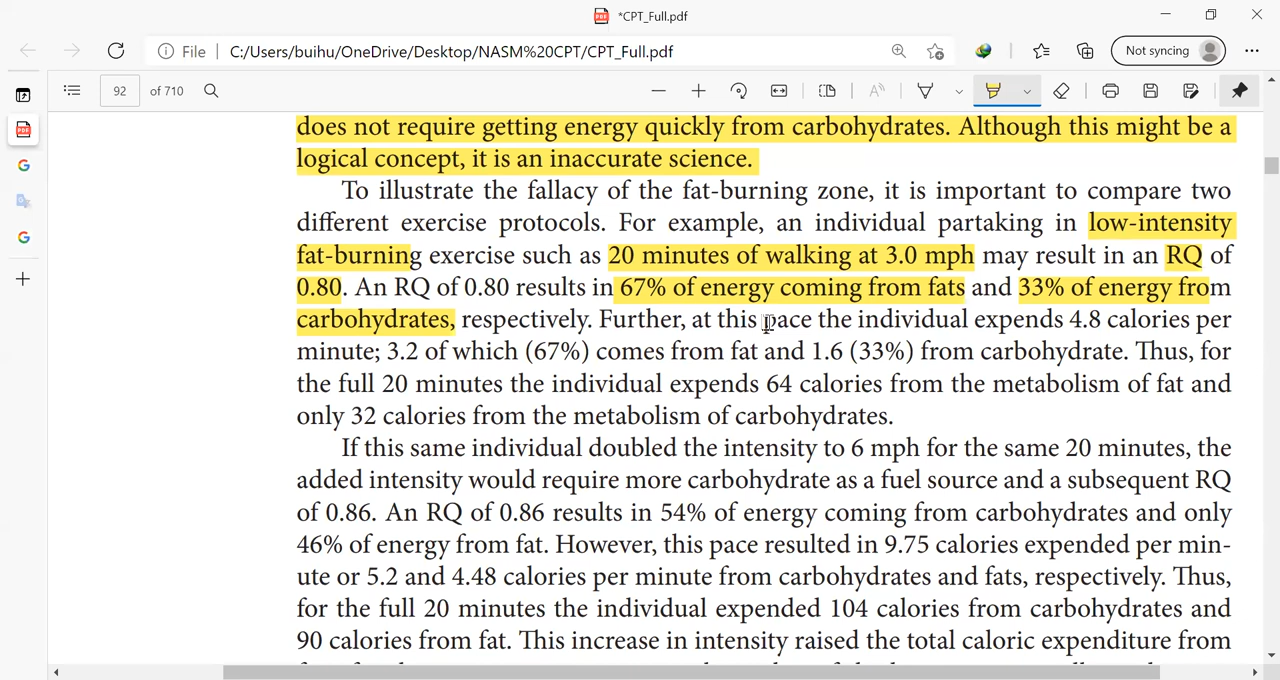 *CPT_Full.pdf
File
C:/Users/buihu/OneDrive/Desktop/NASM%20CPT/CPT_Full.pdf
Not syncing
92 of 710
does not require getting energy quickly from carbohydrates. Although this might be a
logical concept, it is an inaccurate science.
To illustrate the fallacy of the fat-burning zone, it is important to compare two
different exercise protocols. For example, an individual partaking in low-intensity
fat-burning exercise such as 20 minutes of walking at 3.0 mph may result in an RQ of
0.80. An RQ of 0.80 results in 67% of energy coming from fats and 33% of energy from
carbohydrates, respectively. Further, at this pace the individual expends 4.8 calories per
minute; 3.2 of which (67%) comes from fat and 1.6 (33%) from carbohydrate. Thus, for
the full 20 minutes the individual expends 64 calories from the metabolism of fat and
only 32 calories from the metabolism of carbohydrates.
If this same individual doubled the intensity to 6 mph for the same 20 minutes, the
added intensity would require more carbohydrate as a fuel source and a subsequent RQ
of 0.86. An RQ of 0.86 results in 54% of energy coming from carbohydrates and only
46% of energy from fat. However, this pace resulted in 9.75 calories expended per min-
ute or 5.2 and 4.48 calories per minute from carbohydrates and fats, respectively. Thus,
for the full 20 minutes the individual expended 104 calories from carbohydrates and
90 calories from fat. This increase in intensity raised the total caloric expenditure from